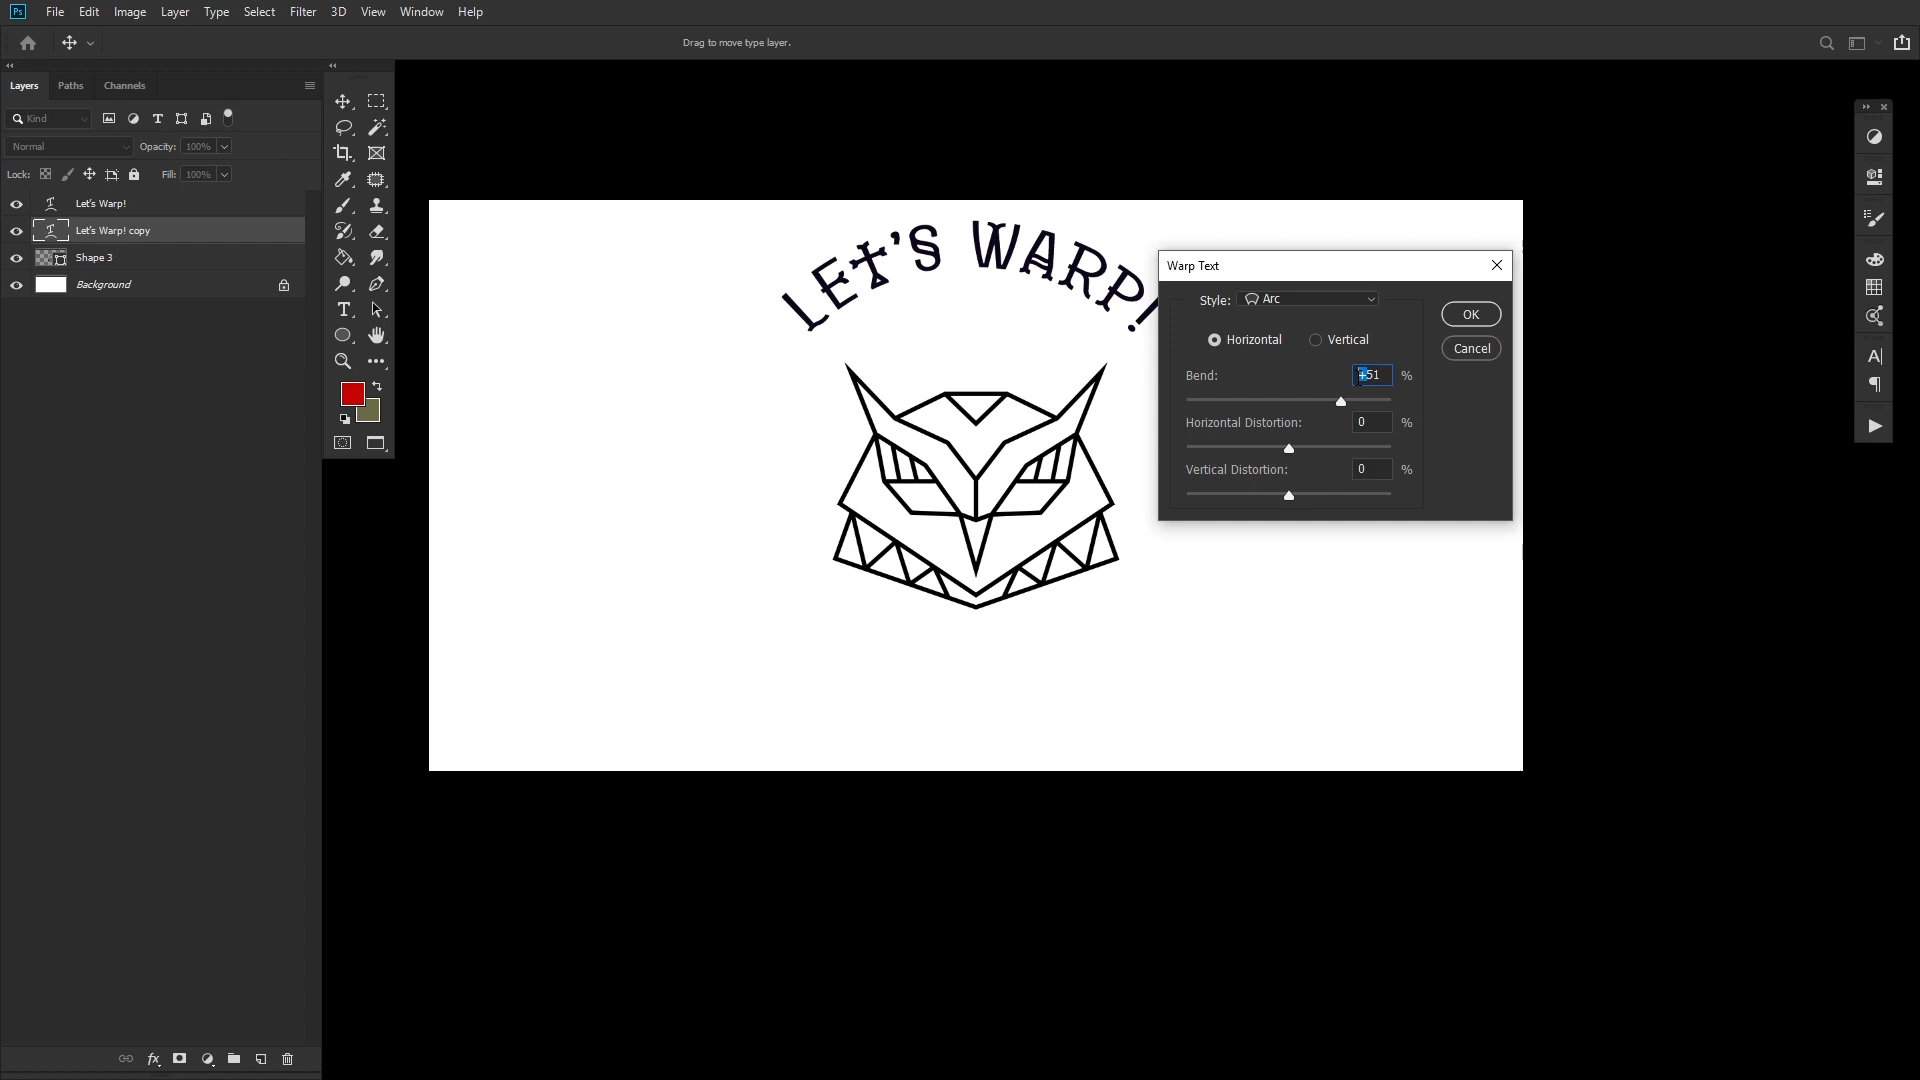 Ps File Edit Image Layer Type Select Filter 3D View Window Help
Drag to move type layer.
Layers Paths Channels
Kind
Normal Opacity: 100%
Lock: Fill: 100%
Let's Warp!
Let's Warp! copy
Shape 3
Background
LET'S WARP!
Warp Text
Style: Arc
OK
Horizontal Vertical
Cancel
Bend: +51 %
Horizontal Distortion: 0 %
Vertical Distortion: 0 %